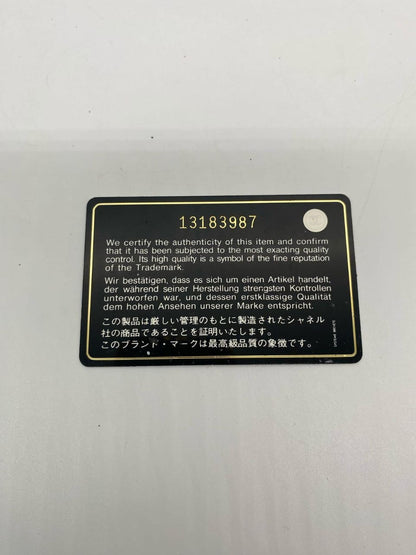 13183987
We certify the authenticity of this item and confirm
that it has been subjected to the most exacting quality
control. Its high quality is a symbol of the fine reputation
of the Trademark.
Wir bestätigen, dass es sich um einen Artikel handelt,
der während seiner Herstellung strengsten Kontrollen
unterworfen war, und dessen erstklassige Qualität
dem hohen Ansehen unserer Marke entspricht.
この製品は厳しい管理のもとに製造されたシャネル
社の商品であることを証明いたします。
このブランド・マークは最高級品質の象徴です。